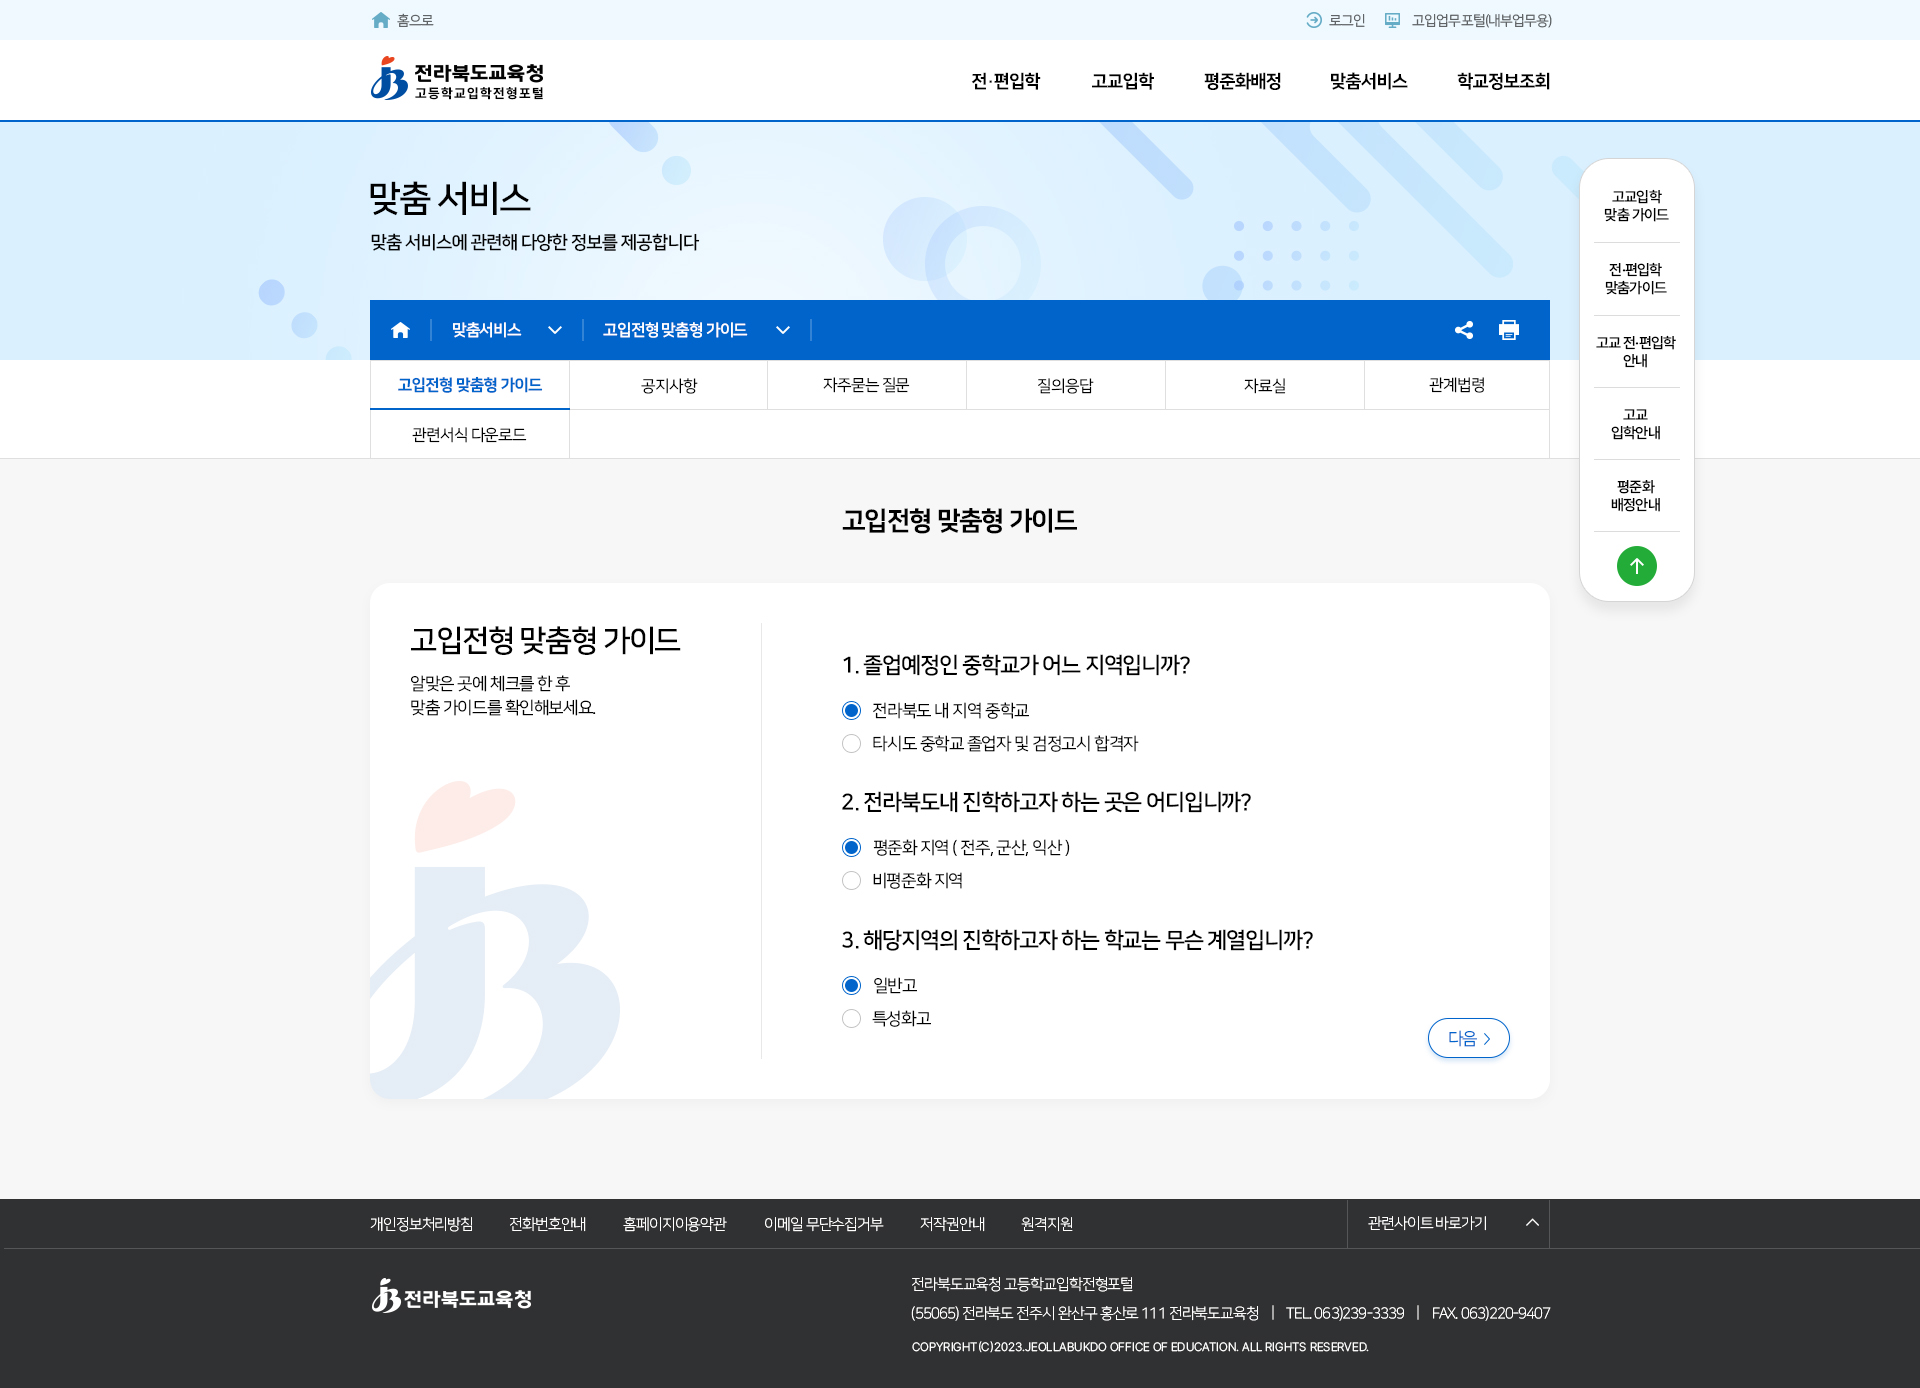 홈으로
로그인
고입업무포털(내부업무용)
전라북도교육청
고등학교입학전형포털
전·편입학
고교입학
평준화배정
맞춤서비스
학교정보조회
맞춤 서비스
맞춤 서비스에 관련해 다양한 정보를 제공합니다
맞춤서비스
고입전형 맞춤형 가이드
고입전형 맞춤형 가이드
공지사항
자주묻는 질문
질의응답
자료실
관계법령
관련서식 다운로드
고교입학
맞춤 가이드
전·편입학
맞춤가이드
고교 전·편입학
안내
고교
입학안내
평준화
배정안내
고입전형 맞춤형 가이드
고입전형 맞춤형 가이드
알맞은 곳에 체크를 한 후
맞춤 가이드를 확인해보세요.
1. 졸업예정인 중학교가 어느 지역입니까?
전라북도 내 지역 중학교
타시도 중학교 졸업자 및 검정고시 합격자
2. 전라북도내 진학하고자 하는 곳은 어디입니까?
평준화 지역 ( 전주, 군산, 익산 )
비평준화 지역
3. 해당지역의 진학하고자 하는 학교는 무슨 계열입니까?
일반고
특성화고
다음
개인정보처리방침
전화번호안내
홈페이지이용약관
이메일 무단수집거부
저작권안내
원격지원
관련사이트 바로가기
전라북도교육청
전라북도교육청 고등학교입학전형포털
(55065) 전라북도 전주시 완산구 홍산로 111 전라북도교육청 | TEL. 063)239-3339 | FAX. 063)220-9407
COPYRIGHT(C)2023.JEOLLABUKDO OFFICE OF EDUCATION. ALL RIGHTS RESERVED.